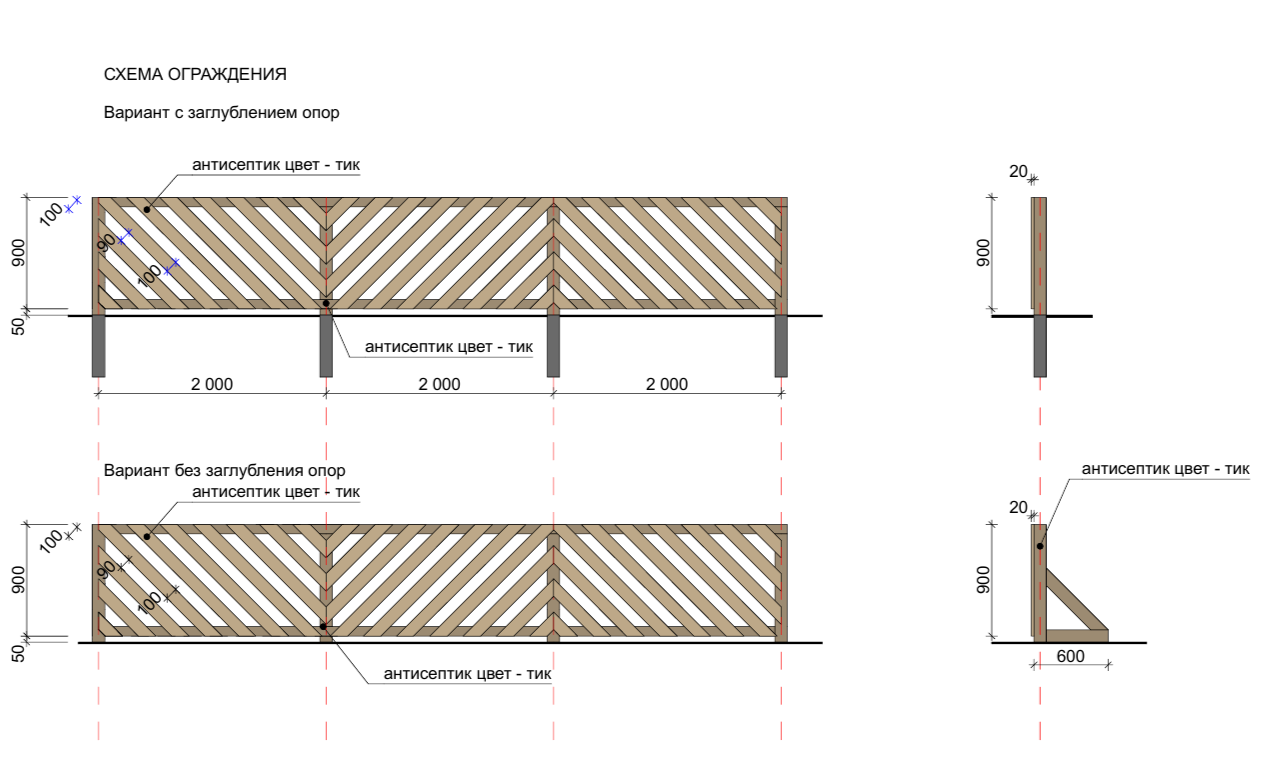 СХЕМА ОГРАЖДЕНИЯ
Вариант с заглублением опор
антисептик цвет - тик
100
90
100
900
50
антисептик цвет - тик
2 000
2 000
2 000
20
900
Вариант без заглубления опор
антисептик цвет - тик
100
90
100
900
50
антисептик цвет - тик
антисептик цвет - тик
20
900
600